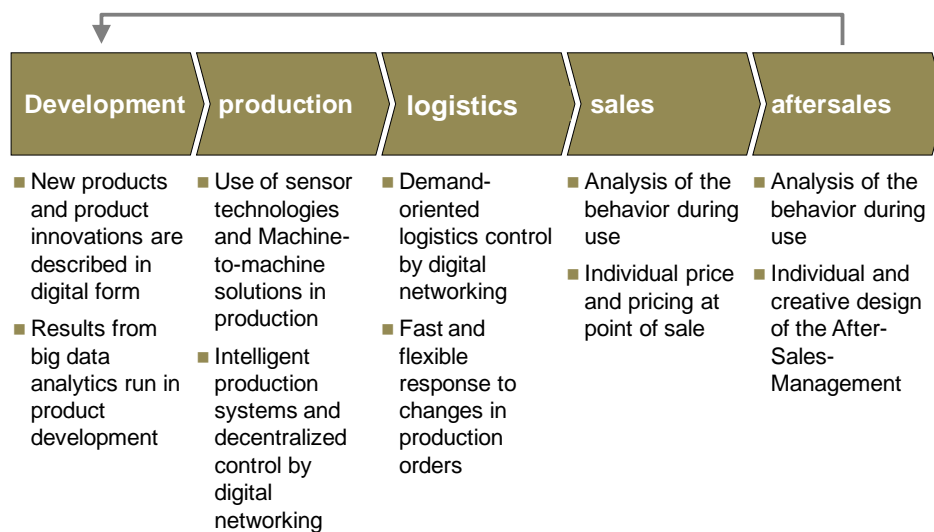 Development
production
logistics
sales
aftersales
■ New products
and product
innovations are
described in
digital form
■ Results from
big data
analytics run in
product
development
■ Use of sensor
technologies
and Machine-
to-machine
solutions in
production
■ Intelligent
production
systems and
decentralized
control by
digital
networking
■ Demand-
oriented
logistics control
by digital
networking
■ Fast and
flexible
response to
changes in
production
orders
■ Analysis of the
behavior during
use
■ Individual price
and pricing at
point of sale
■ Analysis of the
behavior during
use
■ Individual and
creative design
of the After-
Sales-
Management